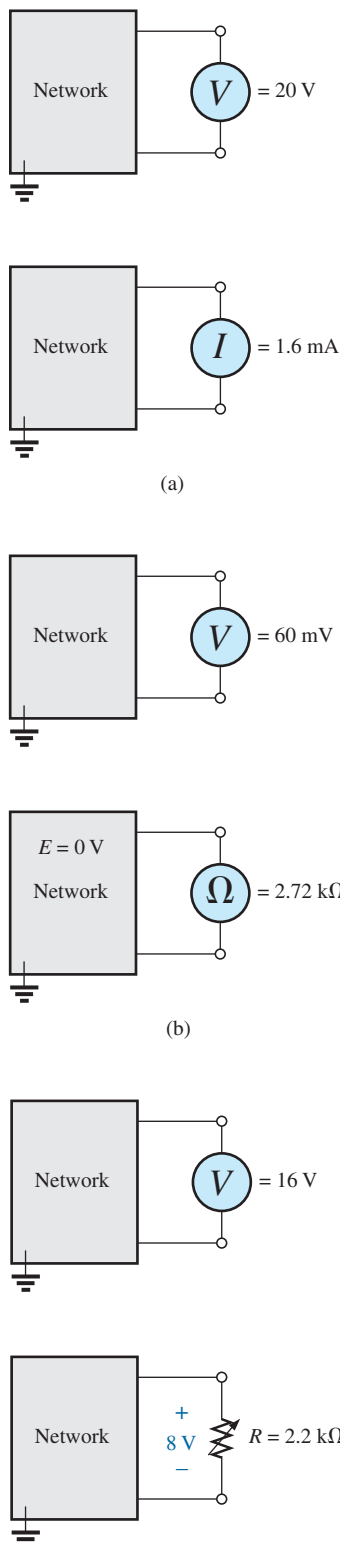 Network
V = 20 V
Network
I = 1.6 mA
(a)
Network
V = 60 mV
E = 0 V
Network
Ω = 2.72 kΩ
(b)
Network
V = 16 V
Network
+
8 V
−
R = 2.2 kΩ